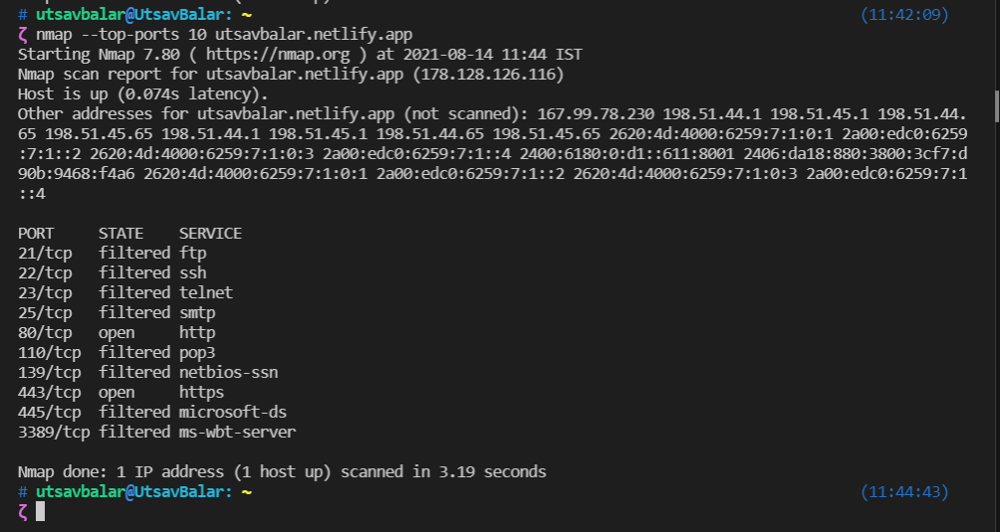 # utsavbalar@UtsavBalar: ~ (11:42:09)
ζ nmap --top-ports 10 utsavbalar.netlify.app
Starting Nmap 7.80 ( https://nmap.org ) at 2021-08-14 11:44 IST
Nmap scan report for utsavbalar.netlify.app (178.128.126.116)
Host is up (0.074s latency).
Other addresses for utsavbalar.netlify.app (not scanned): 167.99.78.230 198.51.44.1 198.51.45.1 198.51.44.
65 198.51.45.65 198.51.44.1 198.51.45.1 198.51.44.65 198.51.45.65 2620:4d:4000:6259:7:1:0:1 2a00:edc0:6259
:7:1::2 2620:4d:4000:6259:7:1:0:3 2a00:edc0:6259:7:1::4 2400:6180:0:d1::611:8001 2406:da18:880:3800:3cf7:d
90b:9468:f4a6 2620:4d:4000:6259:7:1:0:1 2a00:edc0:6259:7:1::2 2620:4d:4000:6259:7:1:0:3 2a00:edc0:6259:7:1
::4
PORT STATE SERVICE
21/tcp filtered ftp
22/tcp filtered ssh
23/tcp filtered telnet
25/tcp filtered smtp
80/tcp open http
110/tcp filtered pop3
139/tcp filtered netbios-ssn
443/tcp open https
445/tcp filtered microsoft-ds
3389/tcp filtered ms-wbt-server
Nmap done: 1 IP address (1 host up) scanned in 3.19 seconds
# utsavbalar@UtsavBalar: ~ (11:44:43)
ζ